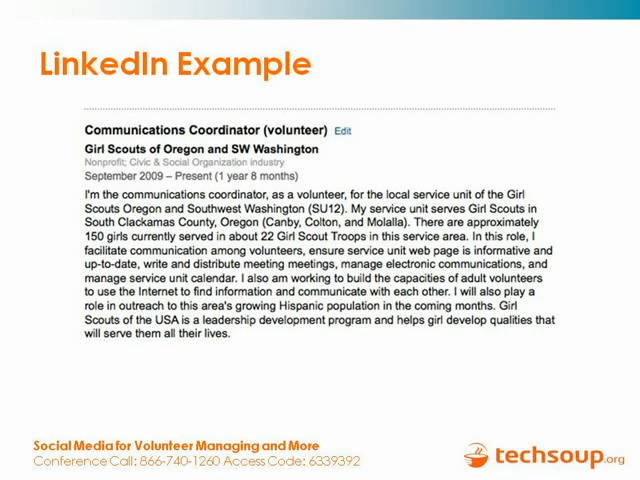 LinkedIn Example
Communications Coordinator (volunteer) Edit
Girl Scouts of Oregon and SW Washington
Nonprofit; Civic & Social Organization industry
September 2009 – Present (1 year 8 months)
I'm the communications coordinator, as a volunteer, for the local service unit of the Girl
Scouts Oregon and Southwest Washington (SU12). My service unit serves Girl Scouts in
South Clackamas County, Oregon (Canby, Colton, and Molalla). There are approximately
150 girls currently served in about 22 Girl Scout Troops in this service area. In this role, I
facilitate communication among volunteers, ensure service unit web page is informative and
up-to-date, write and distribute meeting meetings, manage electronic communications, and
manage service unit calendar. I also am working to build the capacities of adult volunteers
to use the Internet to find information and communicate with each other. I will also play a
role in outreach to this area's growing Hispanic population in the coming months. Girl
Scouts of the USA is a leadership development program and helps girl develop qualities that
will serve them all their lives.
Social Media for Volunteer Managing and More
Conference Call: 866-740-1260 Access Code: 6339392
techsoup.org